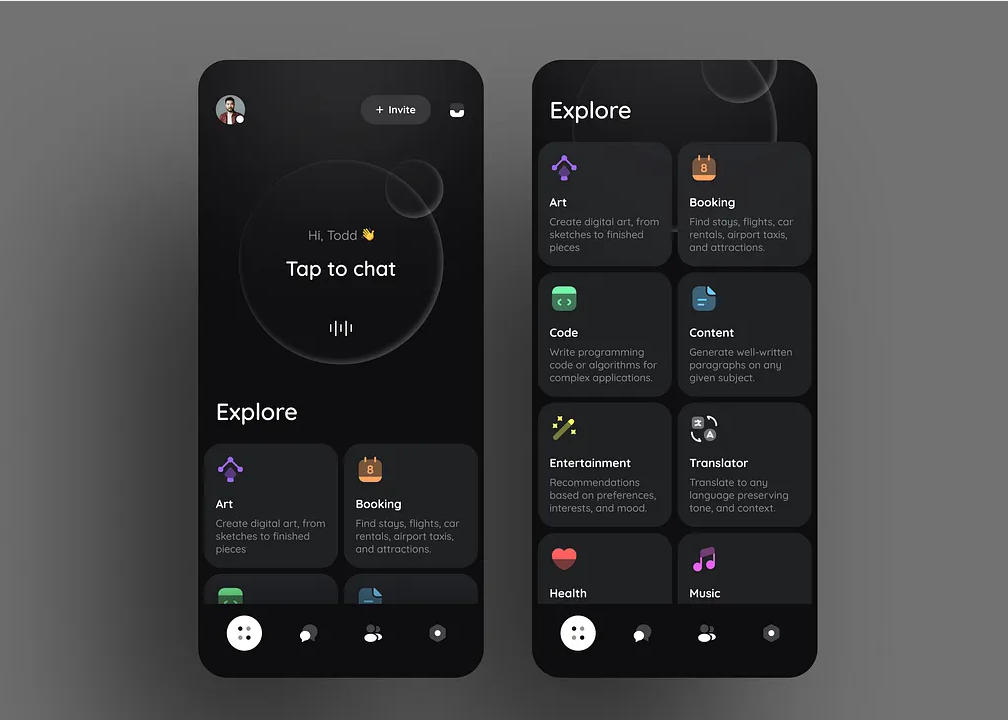 + Invite
Hi, Todd 👋
Tap to chat
Explore
Art
Create digital art, from
sketches to finished
pieces
8
Booking
Find stays, flights, car
rentals, airport taxis,
and attractions.
Explore
Art
Create digital art, from
sketches to finished
pieces
8
Booking
Find stays, flights, car
rentals, airport taxis,
and attractions.
Code
Write programming
code or algorithms for
complex applications.
Content
Generate well-written
paragraphs on any
given subject.
Entertainment
Recommendations
based on preferences,
interests, and mood.
文
A
Translator
Translate to any
language preserving
tone, and context.
Health
Music